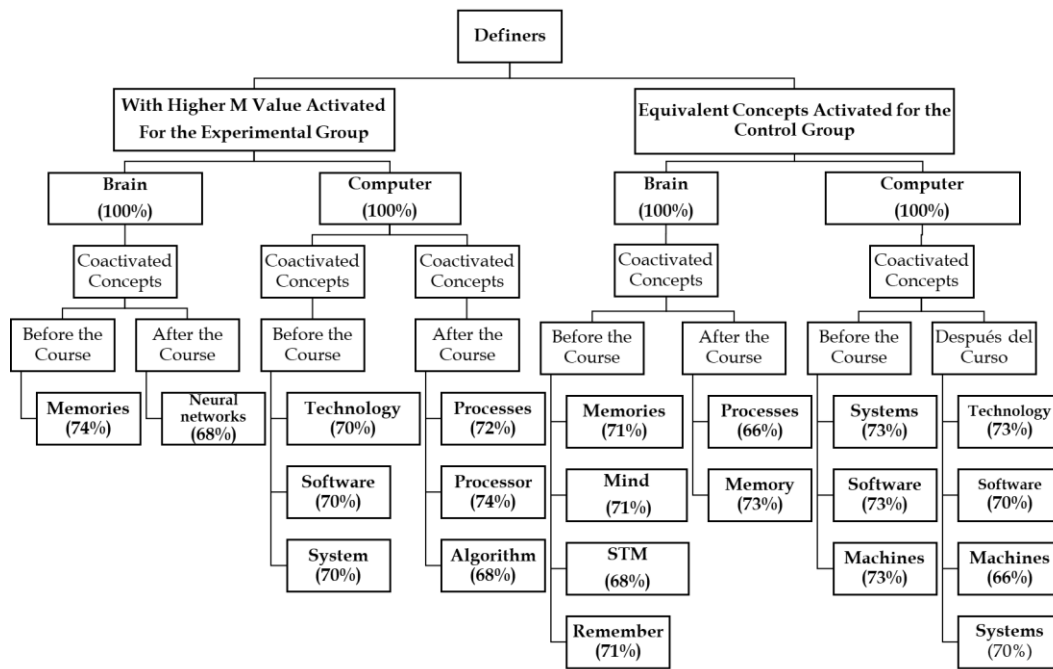 Definers
With Higher M Value Activated
For the Experimental Group
Equivalent Concepts Activated for the
Control Group
Brain
(100%)
Computer
(100%)
Brain
(100%)
Computer
(100%)
Coactivated
Concepts
Coactivated
Concepts
Coactivated
Concepts
Coactivated
Concepts
Coactivated
Concepts
Before the
Course
After the
Course
Before the
Course
After the
Course
Before the
Course
After the
Course
Before the
Course
Después del
Curso
Memories
(74%)
Neural
networks
(68%)
Technology
(70%)
Software
(70%)
System
(70%)
Processes
(72%)
Processor
(74%)
Algorithm
(68%)
Memories
(71%)
Mind
(71%)
STM
(68%)
Remember
(71%)
Processes
(66%)
Memory
(73%)
Systems
(73%)
Software
(73%)
Machines
(73%)
Technology
(73%)
Software
(70%)
Machines
(66%)
Systems
(70%)